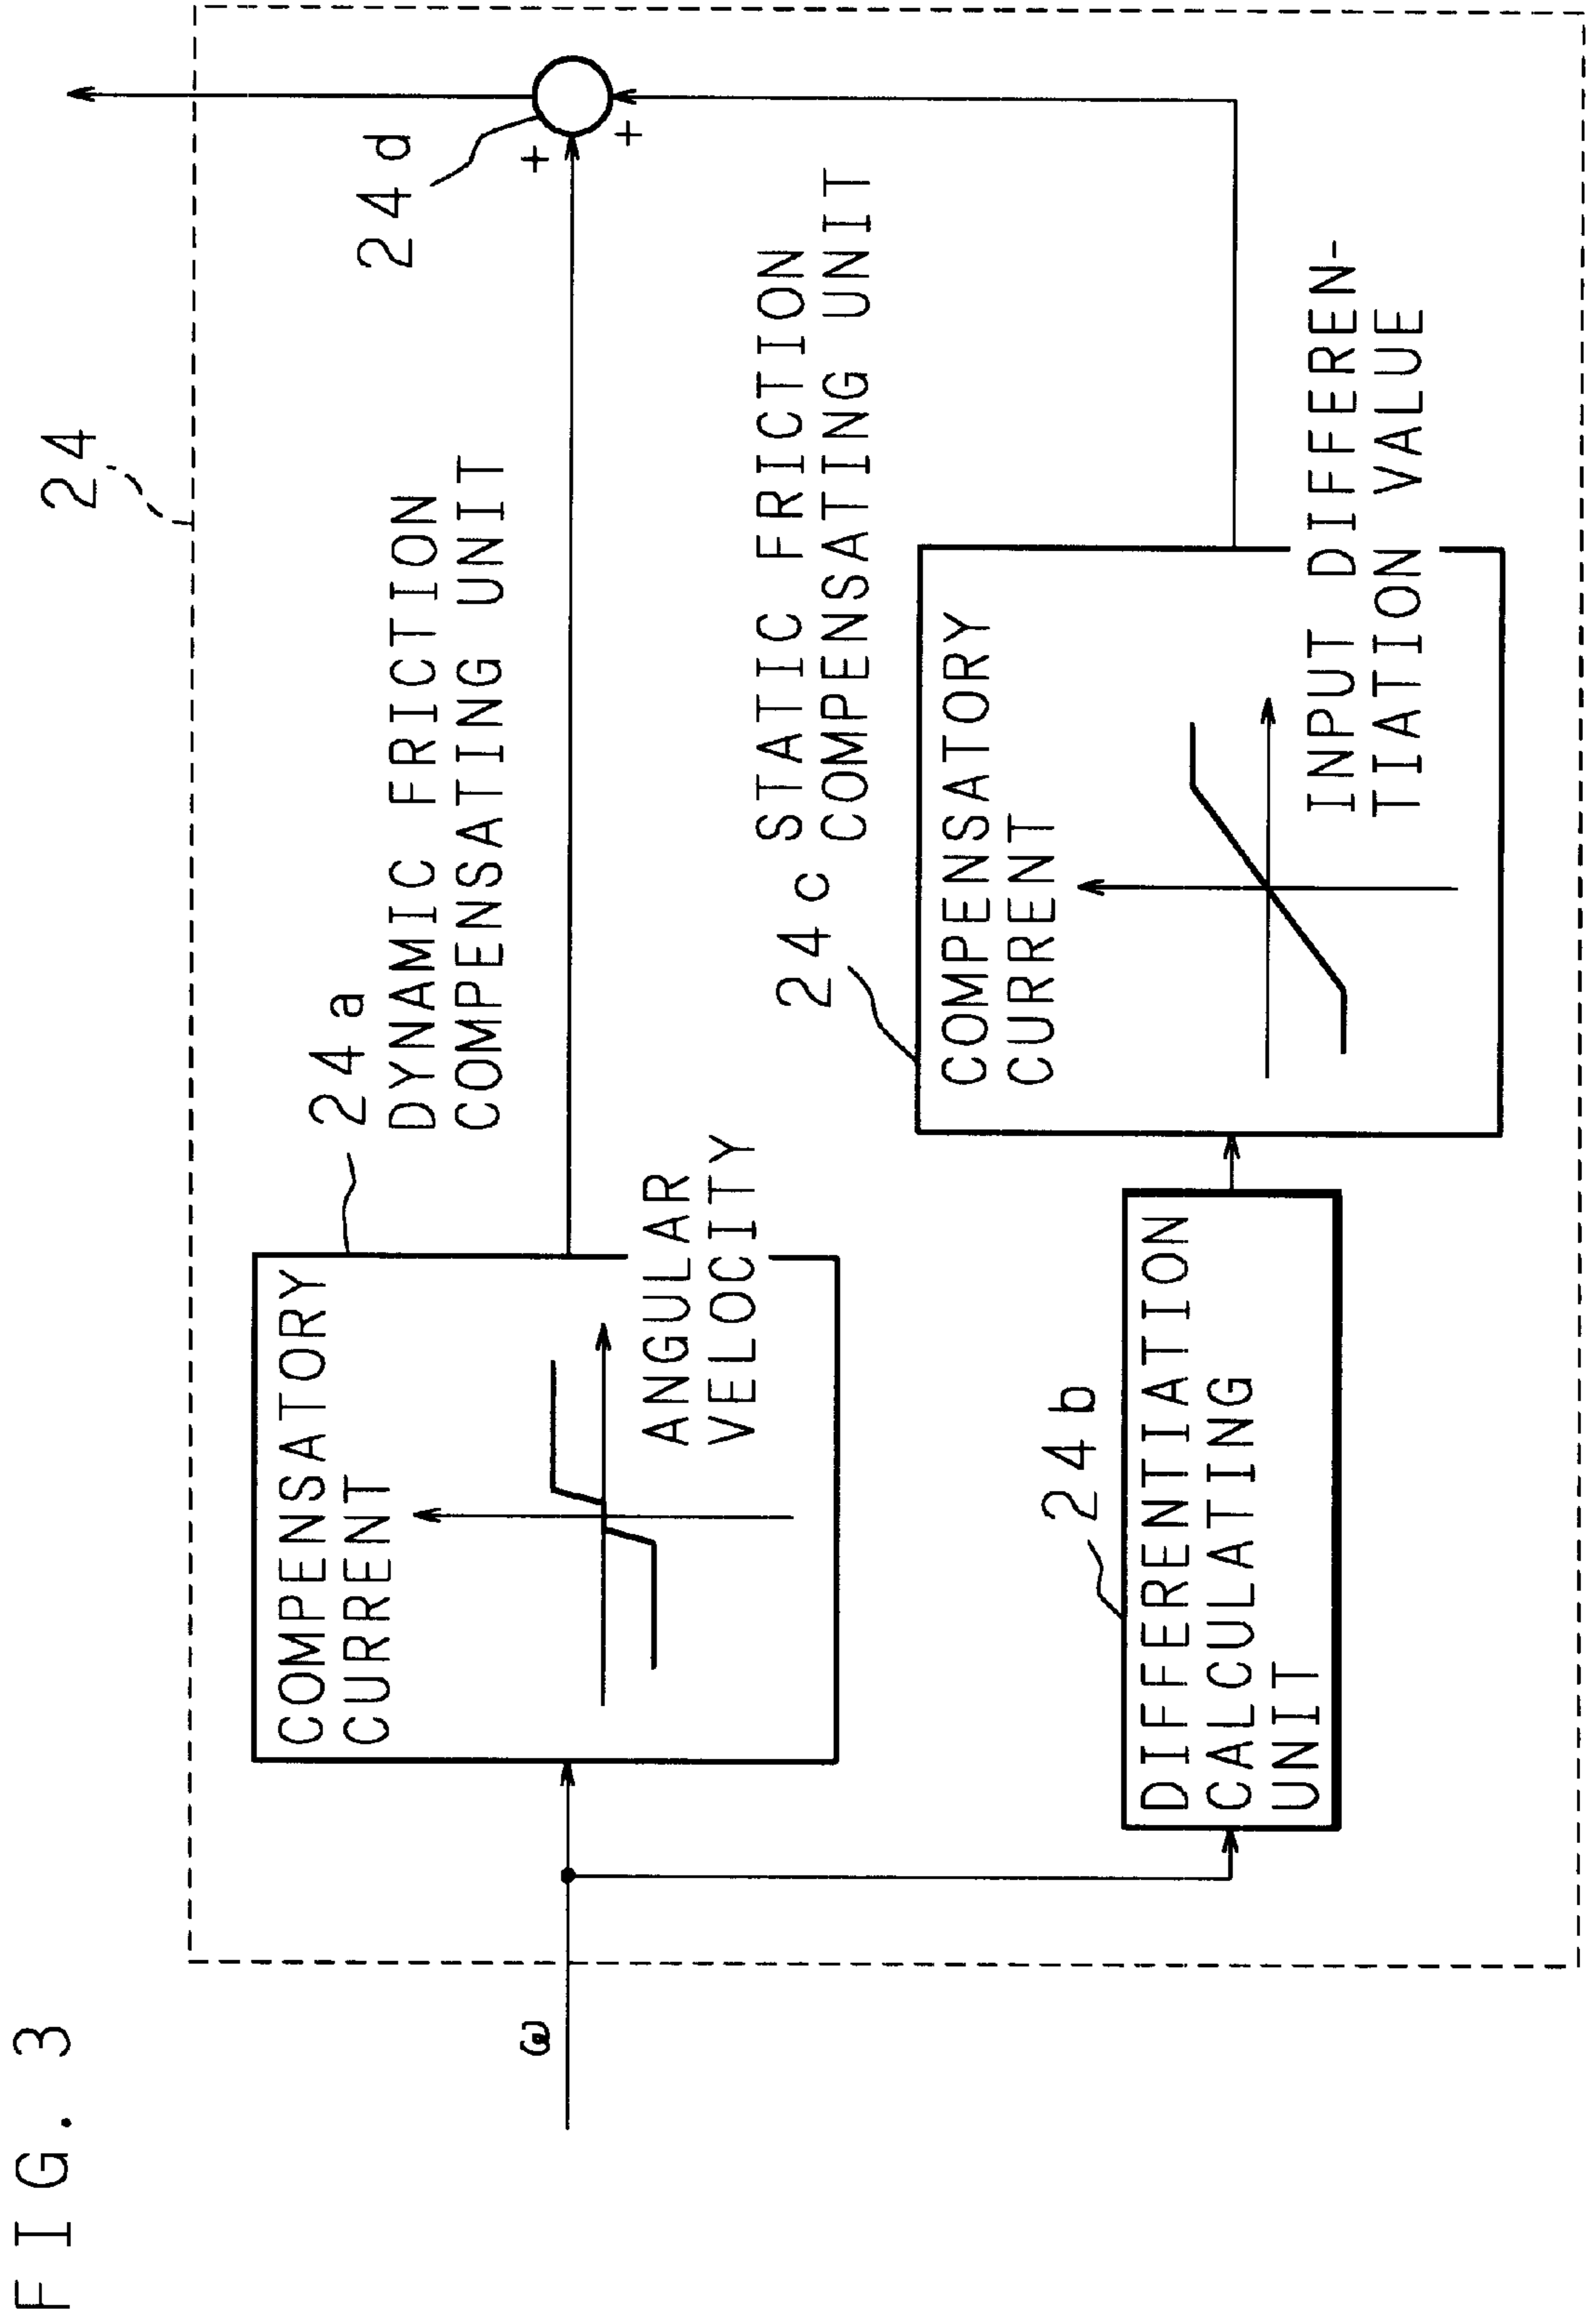 FIG. 3
24
24a
DYNAMIC FRICTION
COMPENSATING UNIT
COMPENSATORY
CURRENT
ANGULAR
VELOCITY
ω
24d
+
+
24c
STATIC FRICTION
COMPENSATING UNIT
COMPENSATORY
CURRENT
INPUT DIFFEREN-
TIATION VALUE
24b
DIFFERENTIATION
CALCULATING
UNIT